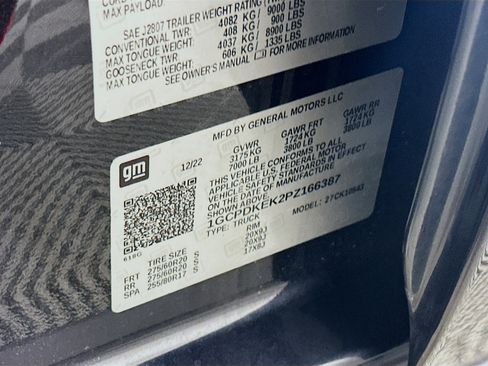 MAX PAYLOAD:
SAE J2807 TRAILER WEIGHT RATING
4082 KG / 9000 LB
CONVENTIONAL TWR: 408 KG / 900 LB
MAX TONGUE WEIGHT: 4037 KG / 8900 LB
GOOSENECK TWR: 606 KG / 1335 LBS
MAX TONGUE WEIGHT:
SEE OWNER'S MANUAL FOR MORE INFORMATION
gm
MFD BY GENERAL MOTORS LLC
12/22
GVWR GAWR FRT GAWR RR
3175 KG 1724 KG 1724 KG
7000 LB 3800 LB 3800 LB
THIS VEHICLE CONFORMS TO ALL
APPLICABLE U.S. FEDERAL MOTOR
VEHICLE SAFETY STANDARDS IN EFFECT
ON THE DATE OF MANUFACTURE
SHOWN ABOVE.
1GCPDKEK2PZ166387
TYPE: TRUCK MODEL:
618G
TIRE SIZE RIM
FRT 275/60R20 S 20X9J
RR 275/60R20 S 20X9J
SPA 255/80R17 S 17X8J